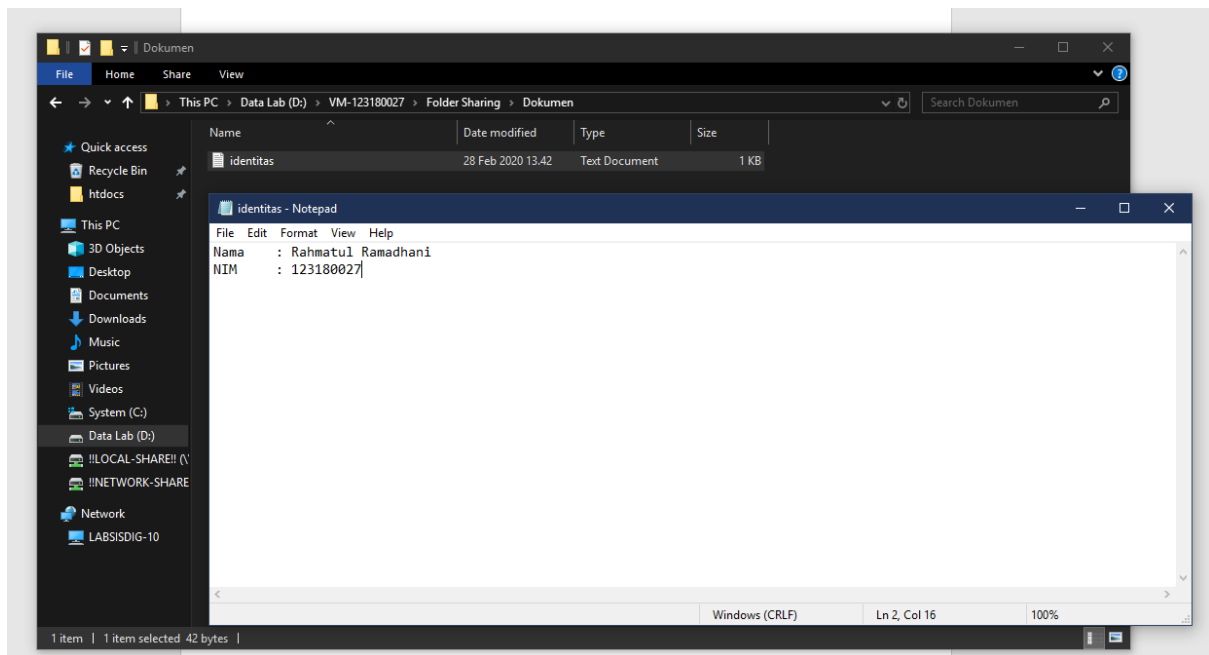 Dokumen
File Home Share View
This PC > Data Lab (D:) > VM-123180027 > Folder Sharing > Dokumen
Search Dokumen
Name Date modified Type Size
identitas 28 Feb 2020 13.42 Text Document 1 KB
Quick access
Recycle Bin
htdocs
This PC
3D Objects
Desktop
Documents
Downloads
Music
Pictures
Videos
System (C:)
Data Lab (D:)
!!LOCAL-SHARE!! (\
!!NETWORK-SHARE
Network
LABSISDIG-10
identitas - Notepad
File Edit Format View Help
Nama : Rahmatul Ramadhani
NIM : 123180027
Windows (CRLF) Ln 2, Col 16 100%
1 item 1 item selected 42 bytes